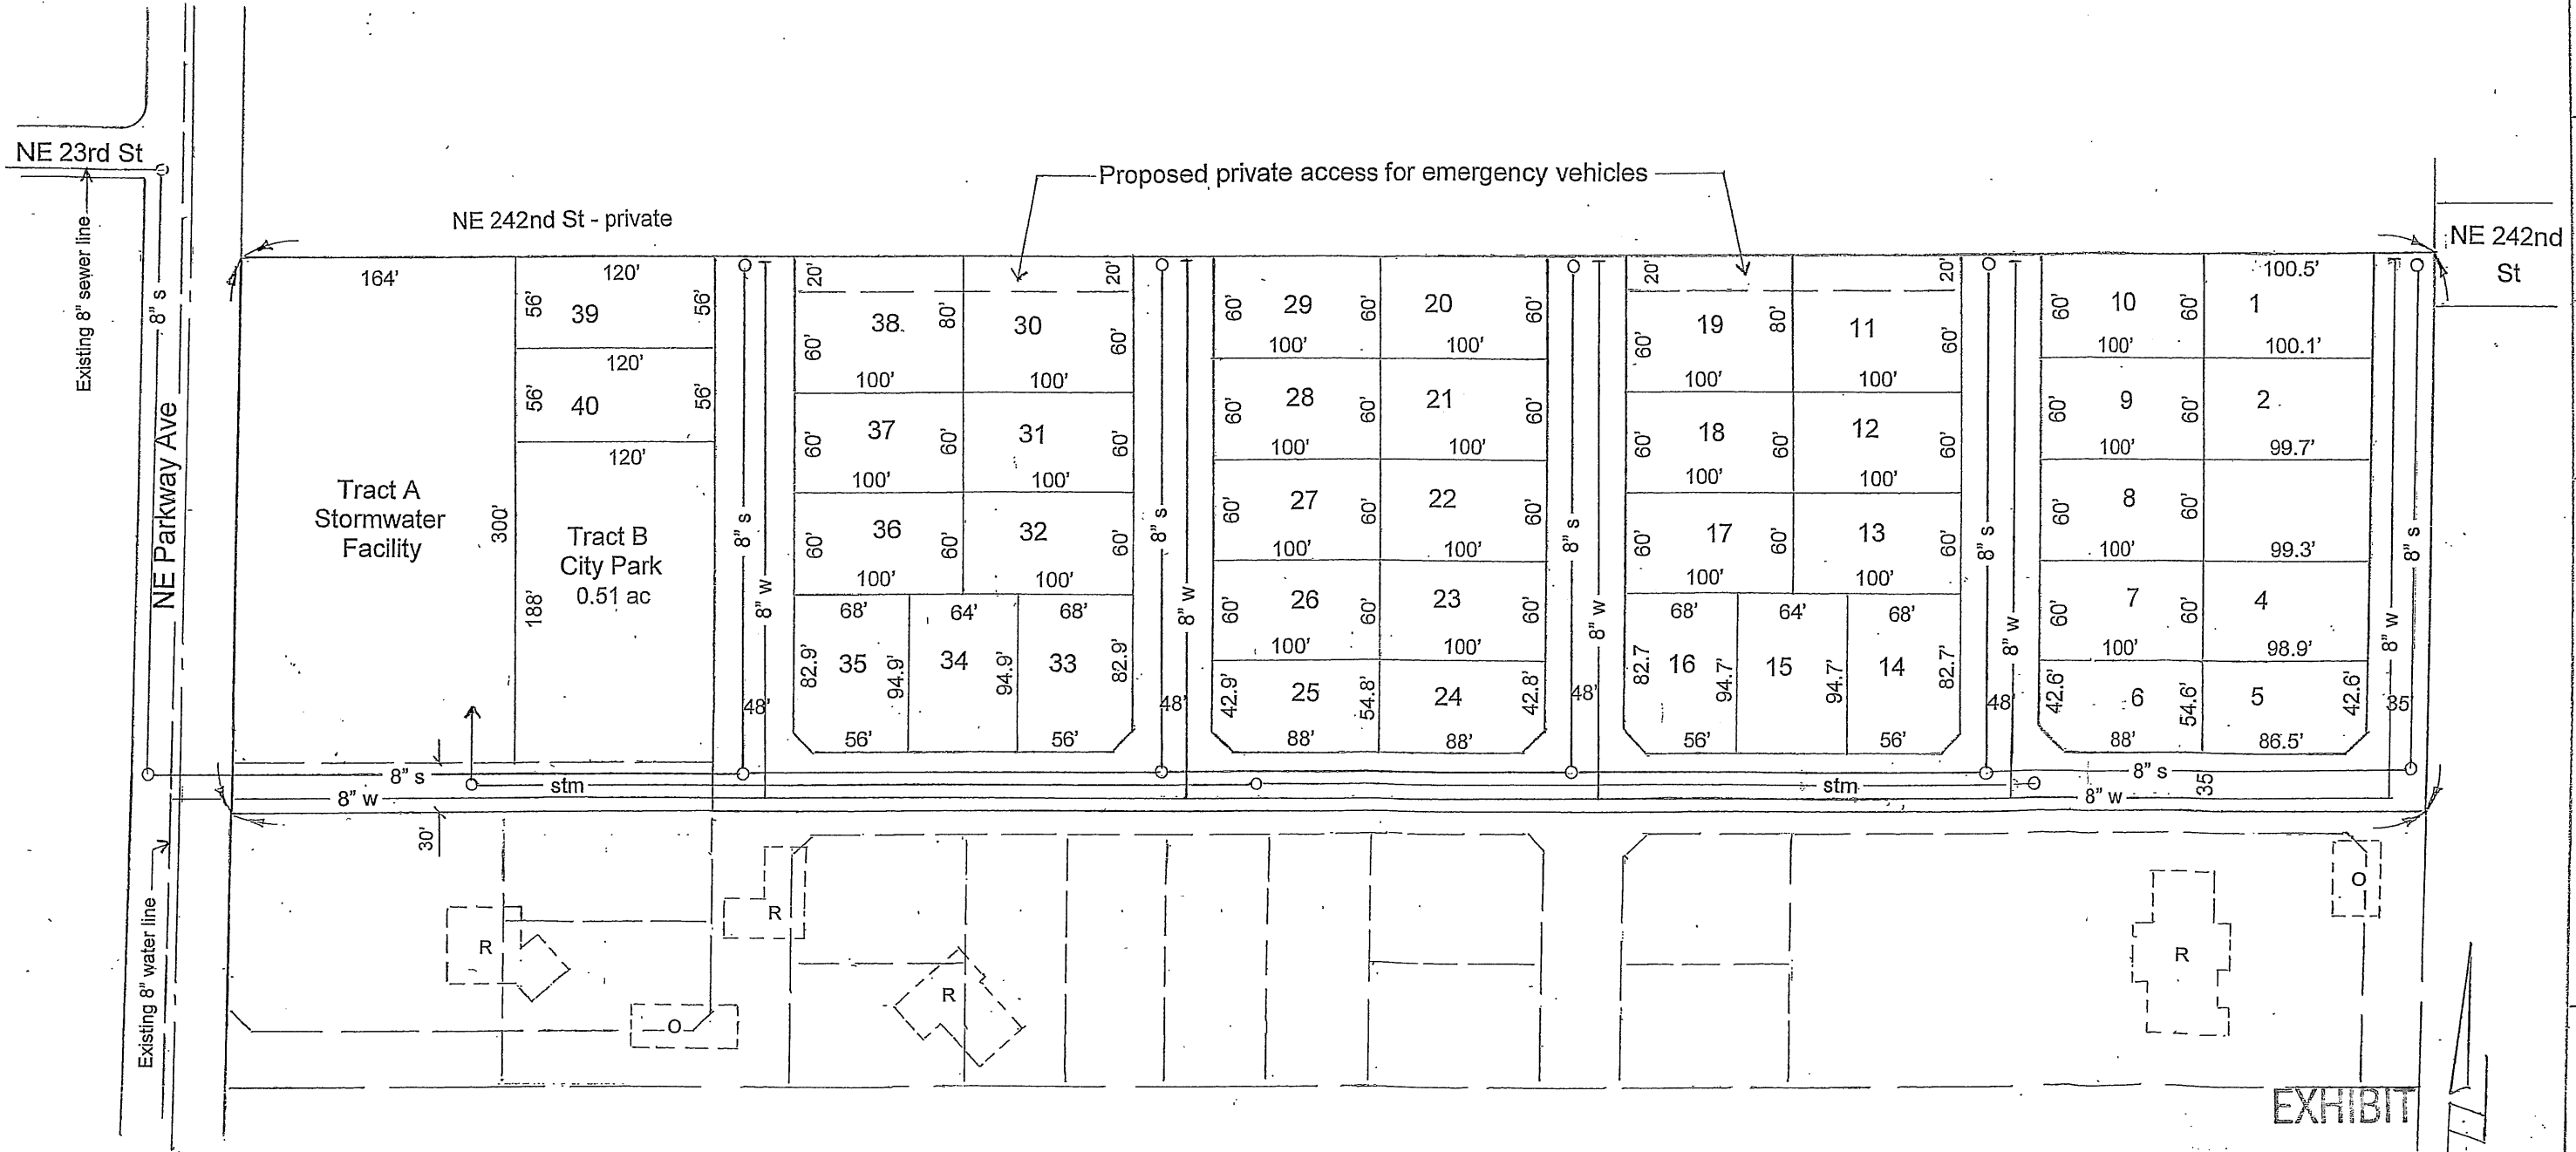 NE 23rd St
Existing 8" sewer line
8" s
NE Parkway Ave
Existing 8" water line
NE 242nd St - private
Proposed private access for emergency vehicles
NE 242nd
St
164'
Tract A
Stormwater
Facility
300'
120'
56' 39 56'
120'
56' 40 56'
120'
Tract B
City Park
0.51 ac
188'
8" s
8" w
48'
20' 20'
38 80' 30
60' 60'
100' 100'
37 31
60' 60' 60'
100' 100'
36 32
60' 60' 60'
100' 100'
68' 64' 68'
82.9' 35 94.9' 34 94.9' 33 82.9'
56' 56'
8" s
8" w
48'
60' 29 60' 20 60'
100' 100'
60' 28 60' 21 60'
100' 100'
60' 27 60' 22 60'
100' 100'
60' 26 60' 23 60'
100' 100'
42.9' 25 54.8' 24 42.8'
88' 88'
8" s
8" w
48'
20' 20'
19 80' 11
60' 60'
100' 100'
18 12
60' 60' 60'
100' 100'
17 13
60' 60' 60'
100' 100'
68' 64' 68'
82.7 16 94.7' 15 94.7' 14 82.7'
56' 56'
8" s
8" w
48'
100.5'
60' 10 60' 1
100' 100.1'
60' 9 60' 2
100' 99.7'
60' 8 60'
100' 99.3'
60' 7 60' 4
100' 98.9'
42.6' 6 54.6' 5 42.6'
88' 86.5'
8" s
8" w
35'
8" s
stm
8" w
30'
stm
8" s
35
8" w
R
R
O
R
R
O
EXHIBIT